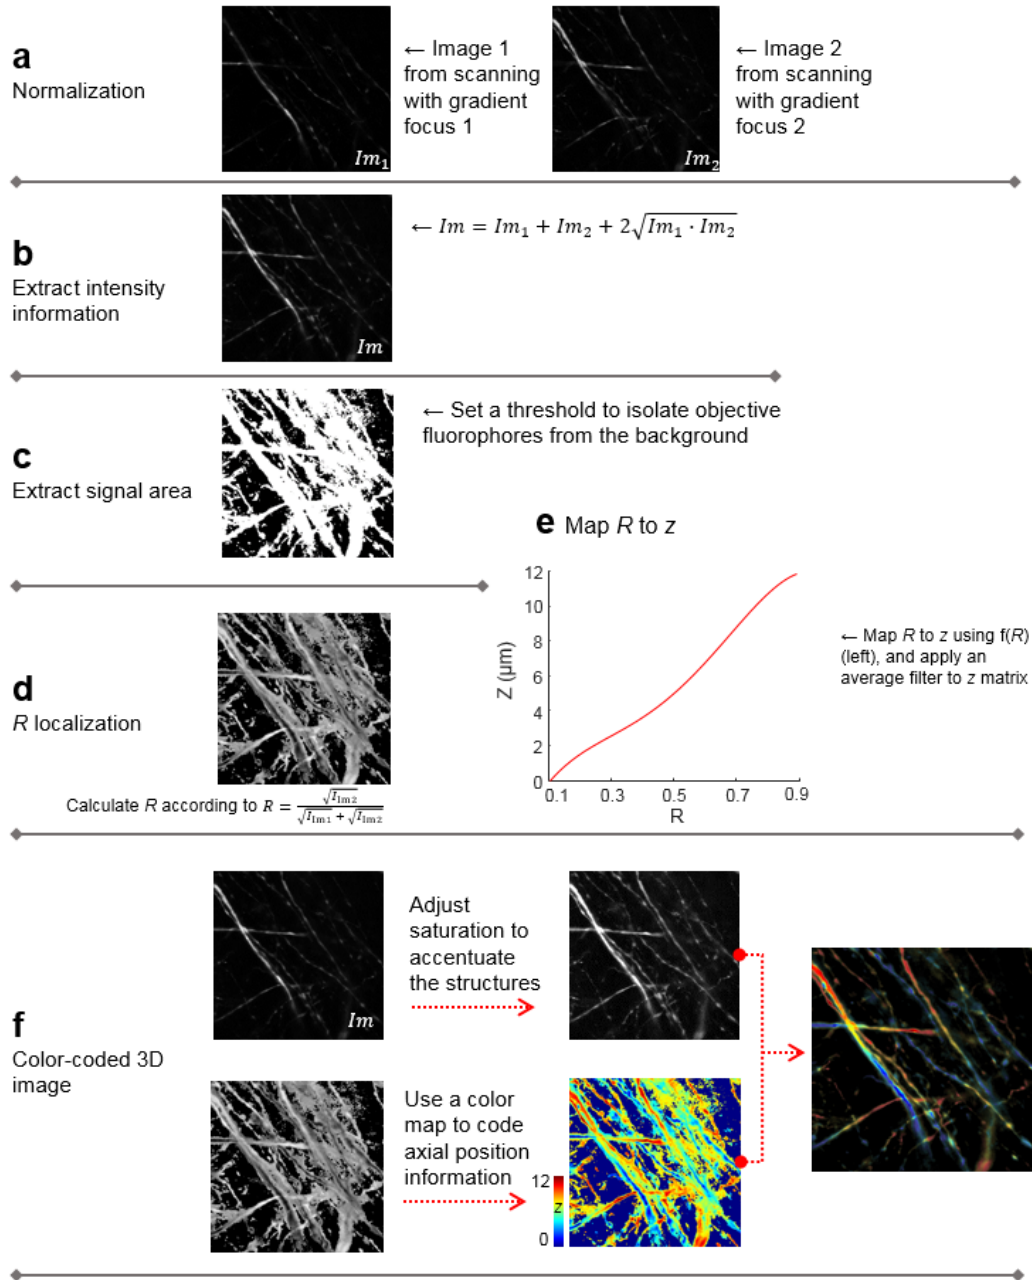 a
Normalization
Im₁
← Image 1
from scanning
with gradient
focus 1
Im₂
← Image 2
from scanning
with gradient
focus 2
b
Extract intensity
information
Im
← Im = Im₁ + Im₂ + 2√(Im₁ · Im₂)
c
Extract signal area
← Set a threshold to isolate objective
fluorophores from the background
d
R localization
Calculate R according to R = √I_Im2 / (√I_Im1 + √I_Im2)
e Map R to z
12
10
8
6
4
2
0
Z (μm)
0.1 0.3 0.5 0.7 0.9
R
← Map R to z using f(R)
(left), and apply an
average filter to z matrix
f
Color-coded 3D
image
Im
Adjust
saturation to
accentuate
the structures
Use a color
map to code
axial position
information
12
z
0